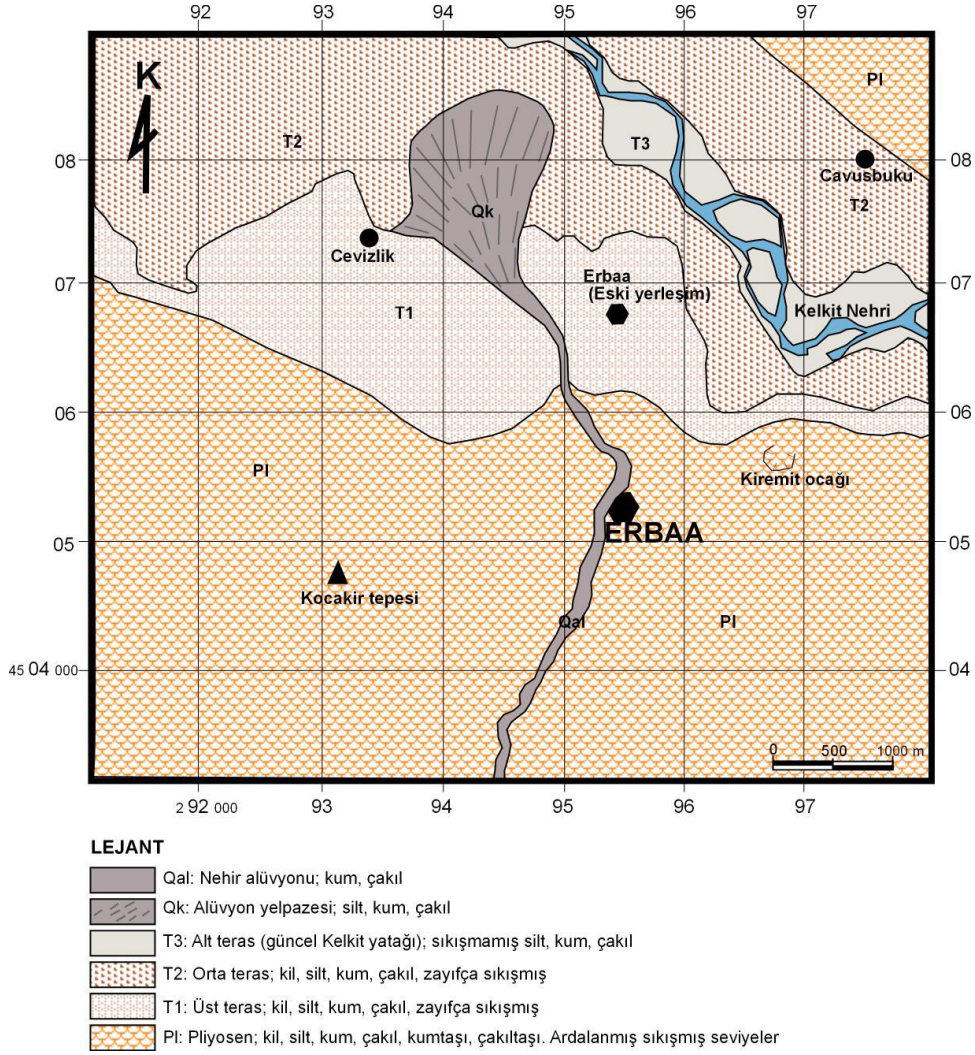 92 93 94 95 96 97
K
Pl
T2
T3
08 08
Cavusbuku
T2
Qk
Cevizlik
07 07
Erbaa
(Eski yerleşim)
T1
Kelkit Nehri
06 06
Pl
Kiremit ocağı
05 05
ERBAA
Kocakir tepesi
Qal
Pl
45 04 000 04
0 500 1000 m
2 92 000 93 94 95 96 97
LEJANT
Qal: Nehir alüvyonu; kum, çakıl
Qk: Alüvyon yelpazesi; silt, kum, çakıl
T3: Alt teras (güncel Kelkit yatağı); sıkışmamış silt, kum, çakıl
T2: Orta teras; kil, silt, kum, çakıl, zayıfça sıkışmış
T1: Üst teras; kil, silt, kum, çakıl, zayıfça sıkışmış
Pl: Pliyosen; kil, silt, kum, çakıl, kumtaşı, çakıltaşı. Ardalanmış sıkışmış seviyeler